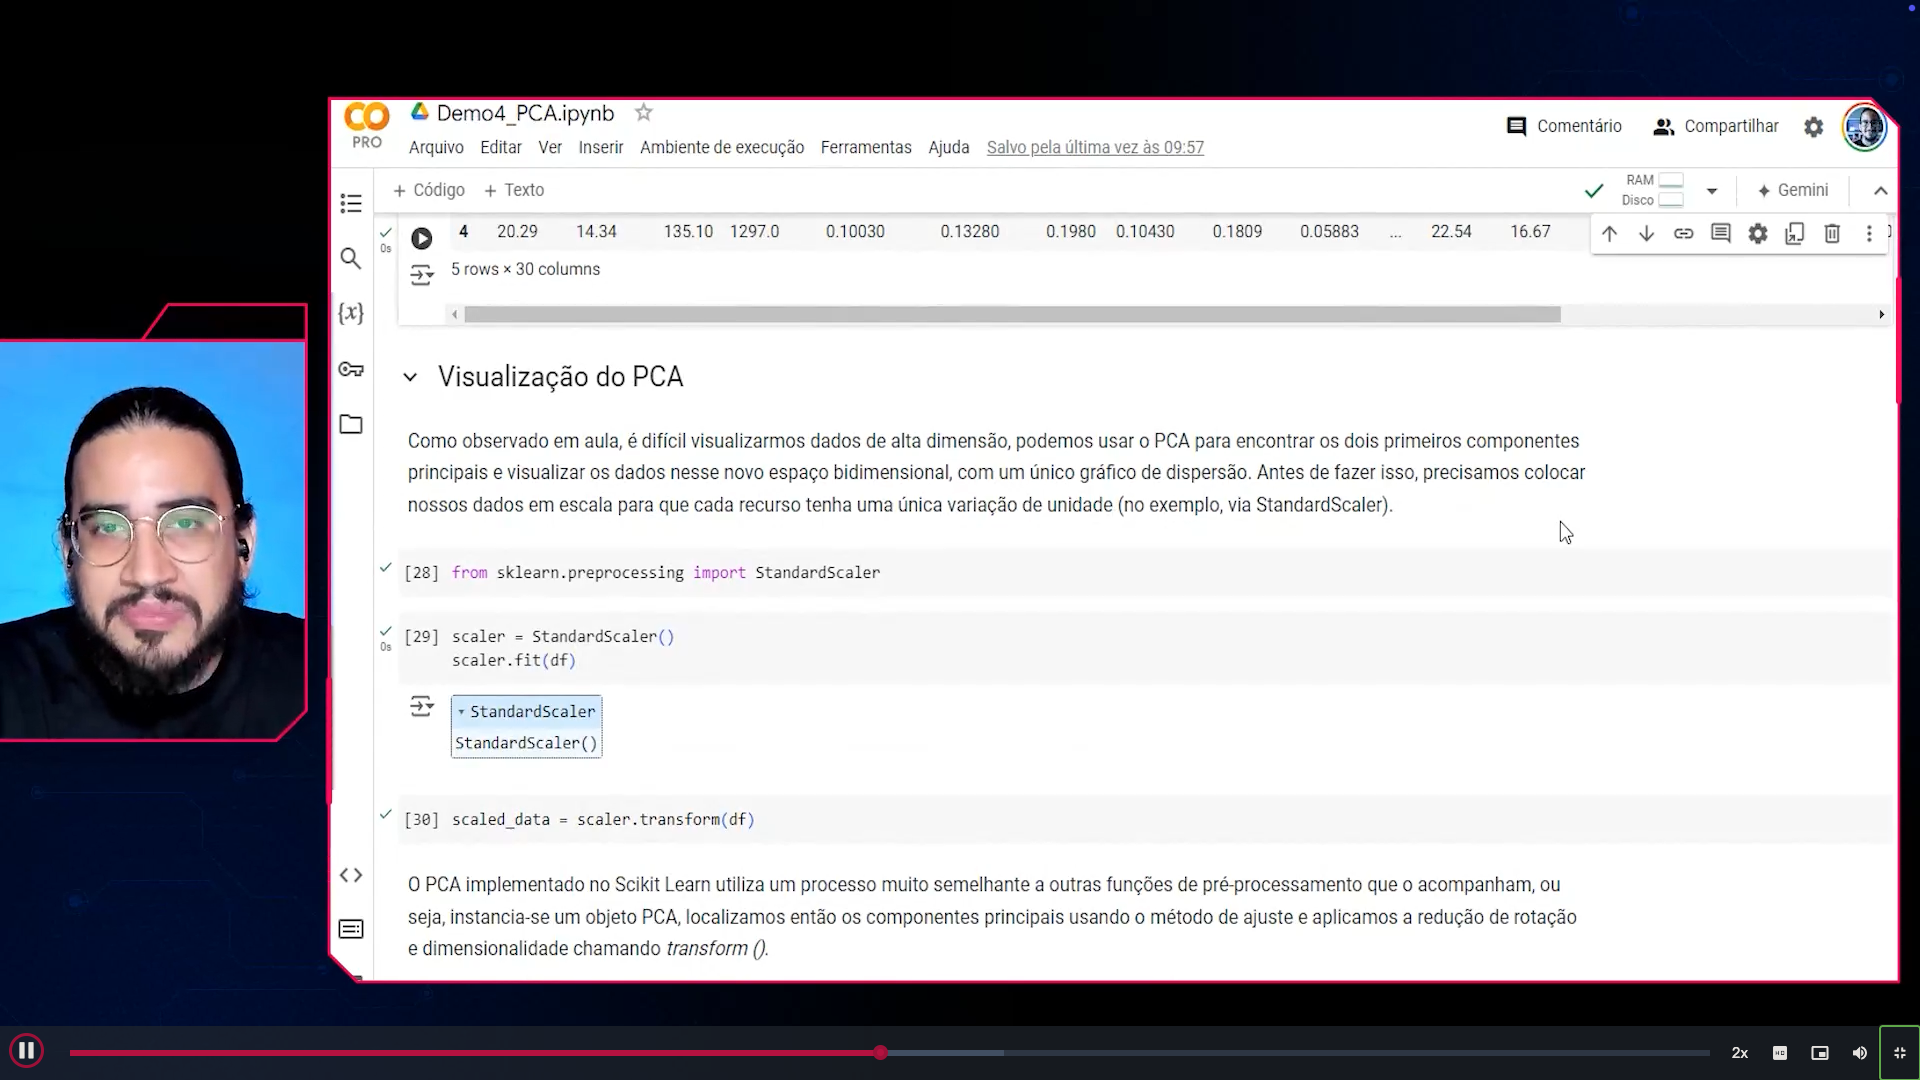 CO
PRO
Demo4_PCA.ipynb
Arquivo Editar Ver Inserir Ambiente de execução Ferramentas Ajuda Salvo pela última vez às 09:57
Comentário Compartilhar
+ Código + Texto
RAM
Disco
Gemini
0s
4 20.29 14.34 135.10 1297.0 0.10030 0.13280 0.1980 0.10430 0.1809 0.05883 ... 22.54 16.67
5 rows × 30 columns
{x}
Visualização do PCA
Como observado em aula, é difícil visualizarmos dados de alta dimensão, podemos usar o PCA para encontrar os dois primeiros componentes
principais e visualizar os dados nesse novo espaço bidimensional, com um único gráfico de dispersão. Antes de fazer isso, precisamos colocar
nossos dados em escala para que cada recurso tenha uma única variação de unidade (no exemplo, via StandardScaler).
[28] from sklearn.preprocessing import StandardScaler
[29] scaler = StandardScaler()
0s
scaler.fit(df)
StandardScaler
StandardScaler()
[30] scaled_data = scaler.transform(df)
O PCA implementado no Scikit Learn utiliza um processo muito semelhante a outras funções de pré-processamento que o acompanham, ou
seja, instancia-se um objeto PCA, localizamos então os componentes principais usando o método de ajuste e aplicamos a redução de rotação
e dimensionalidade chamando transform ().
2x